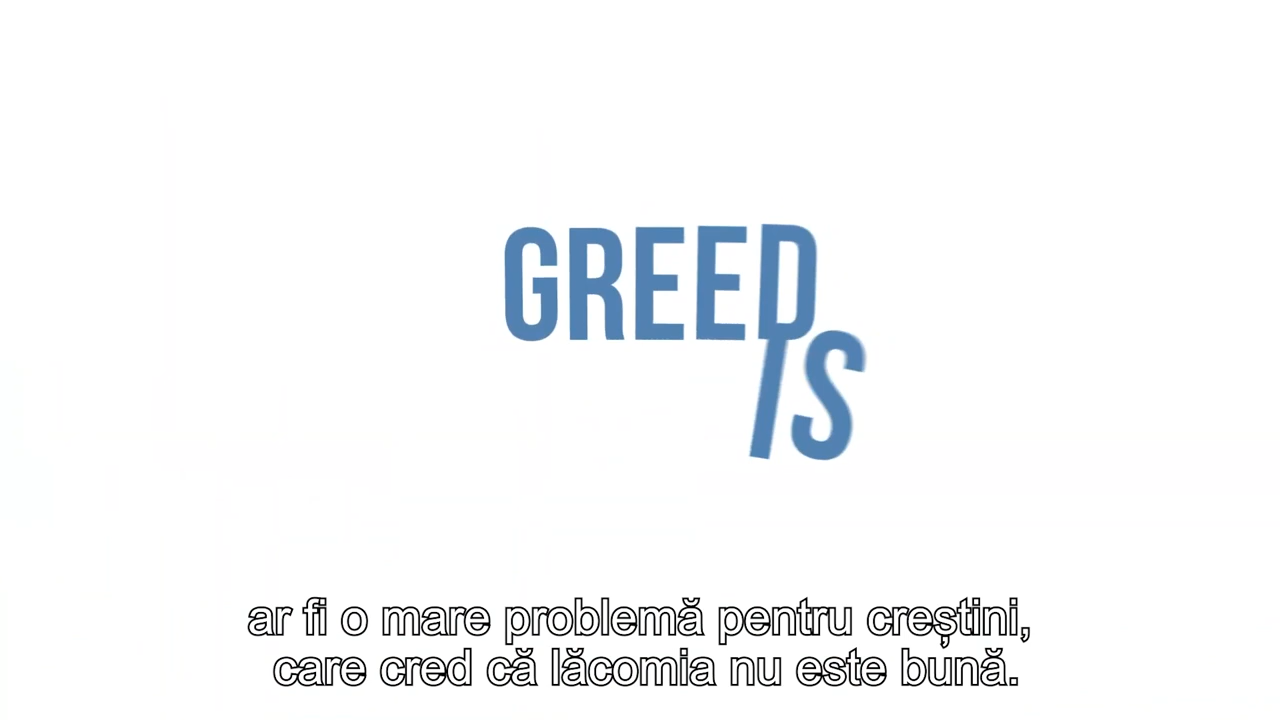 GREED
IS
ar fi o mare problemă pentru creștini,
care cred că lăcomia nu este bună.